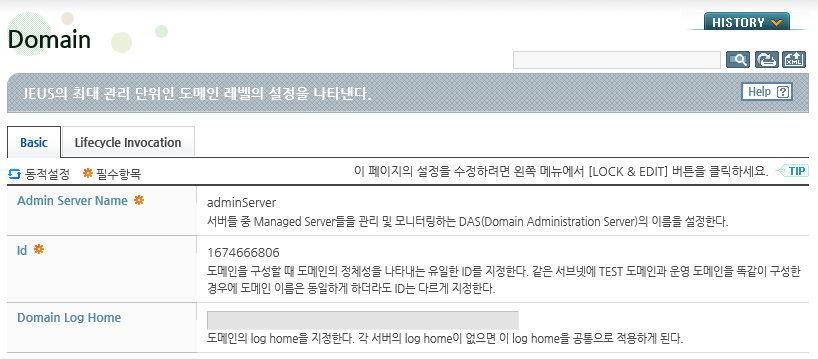 Domain
HISTORY
XML
JEUS의 최대 관리 단위인 도메인 레벨의 설정을 나타낸다.
Help ?
Basic Lifecycle Invocation
동적설정 필수항목 이 페이지의 설정을 수정하려면 왼쪽 메뉴에서 [LOCK & EDIT] 버튼을 클릭하세요. TIP
Admin Server Name adminServer
서버들 중 Managed Server들을 관리 및 모니터링하는 DAS(Domain Administration Server)의 이름을 설정한다.
Id 1674666806
도메인을 구성할 때 도메인의 정체성을 나타내는 유일한 ID를 지정한다. 같은 서브넷에 TEST 도메인과 운영 도메인을 똑같이 구성한
경우에 도메인 이름은 동일하게 하더라도 ID는 다르게 지정한다.
Domain Log Home
도메인의 log home을 지정한다. 각 서버의 log home이 없으면 이 log home을 공통으로 적용하게 된다.